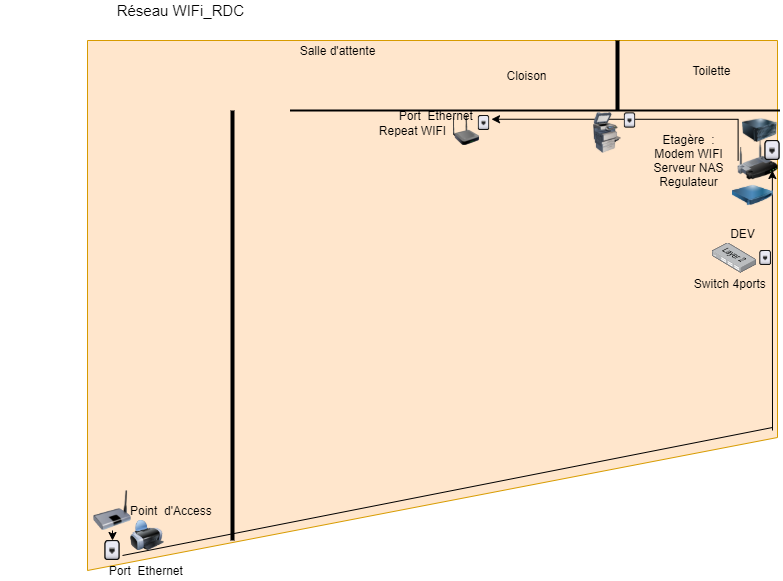 Réseau WIFi_RDC
Salle d'attente
Cloison
Toilette
Port Ethernet
Repeat WIFI
Etagère :
Modem WIFI
Serveur NAS
Regulateur
DEV
Layer 2
Switch 4ports
Point d'Access
Port Ethernet